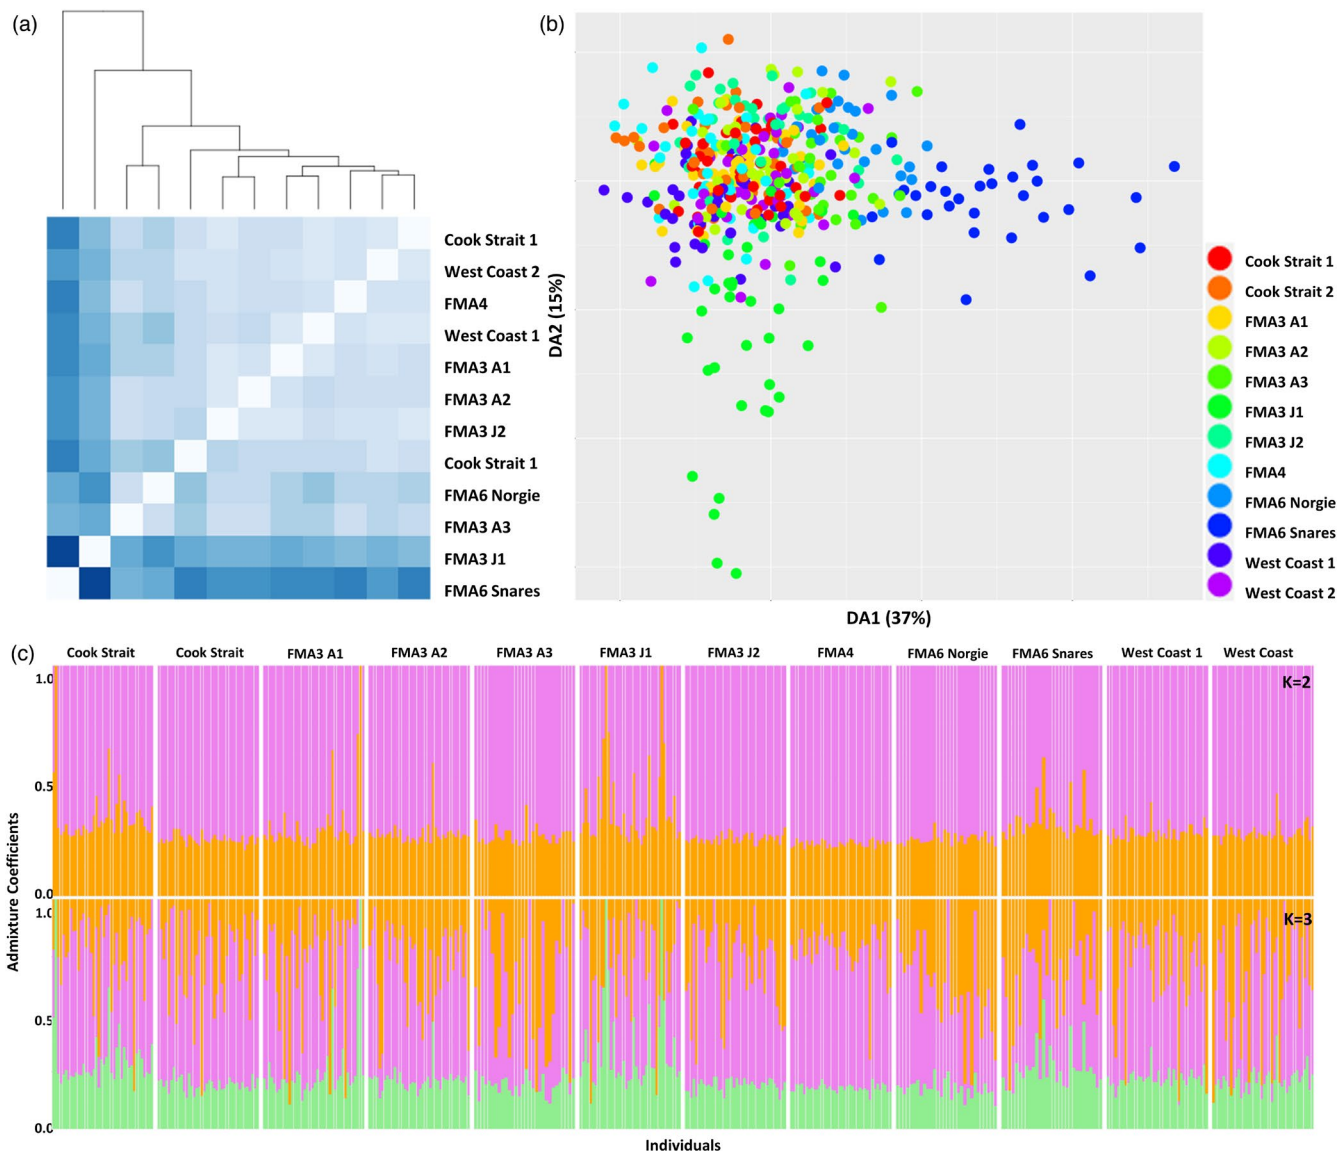 (a)
Cook Strait 1
West Coast 2
FMA4
West Coast 1
FMA3 A1
FMA3 A2
FMA3 J2
Cook Strait 1
FMA6 Norgie
FMA3 A3
FMA3 J1
FMA6 Snares
(b)
DA2 (15%)
DA1 (37%)
Cook Strait 1
Cook Strait 2
FMA3 A1
FMA3 A2
FMA3 A3
FMA3 J1
FMA3 J2
FMA4
FMA6 Norgie
FMA6 Snares
West Coast 1
West Coast 2
(c)
Cook Strait Cook Strait FMA3 A1 FMA3 A2 FMA3 A3 FMA3 J1 FMA3 J2 FMA4 FMA6 Norgie FMA6 Snares West Coast 1 West Coast
1.0
K=2
0.5
0.0
1.0
K=3
0.5
0.0
Admixture Coefficients
Individuals